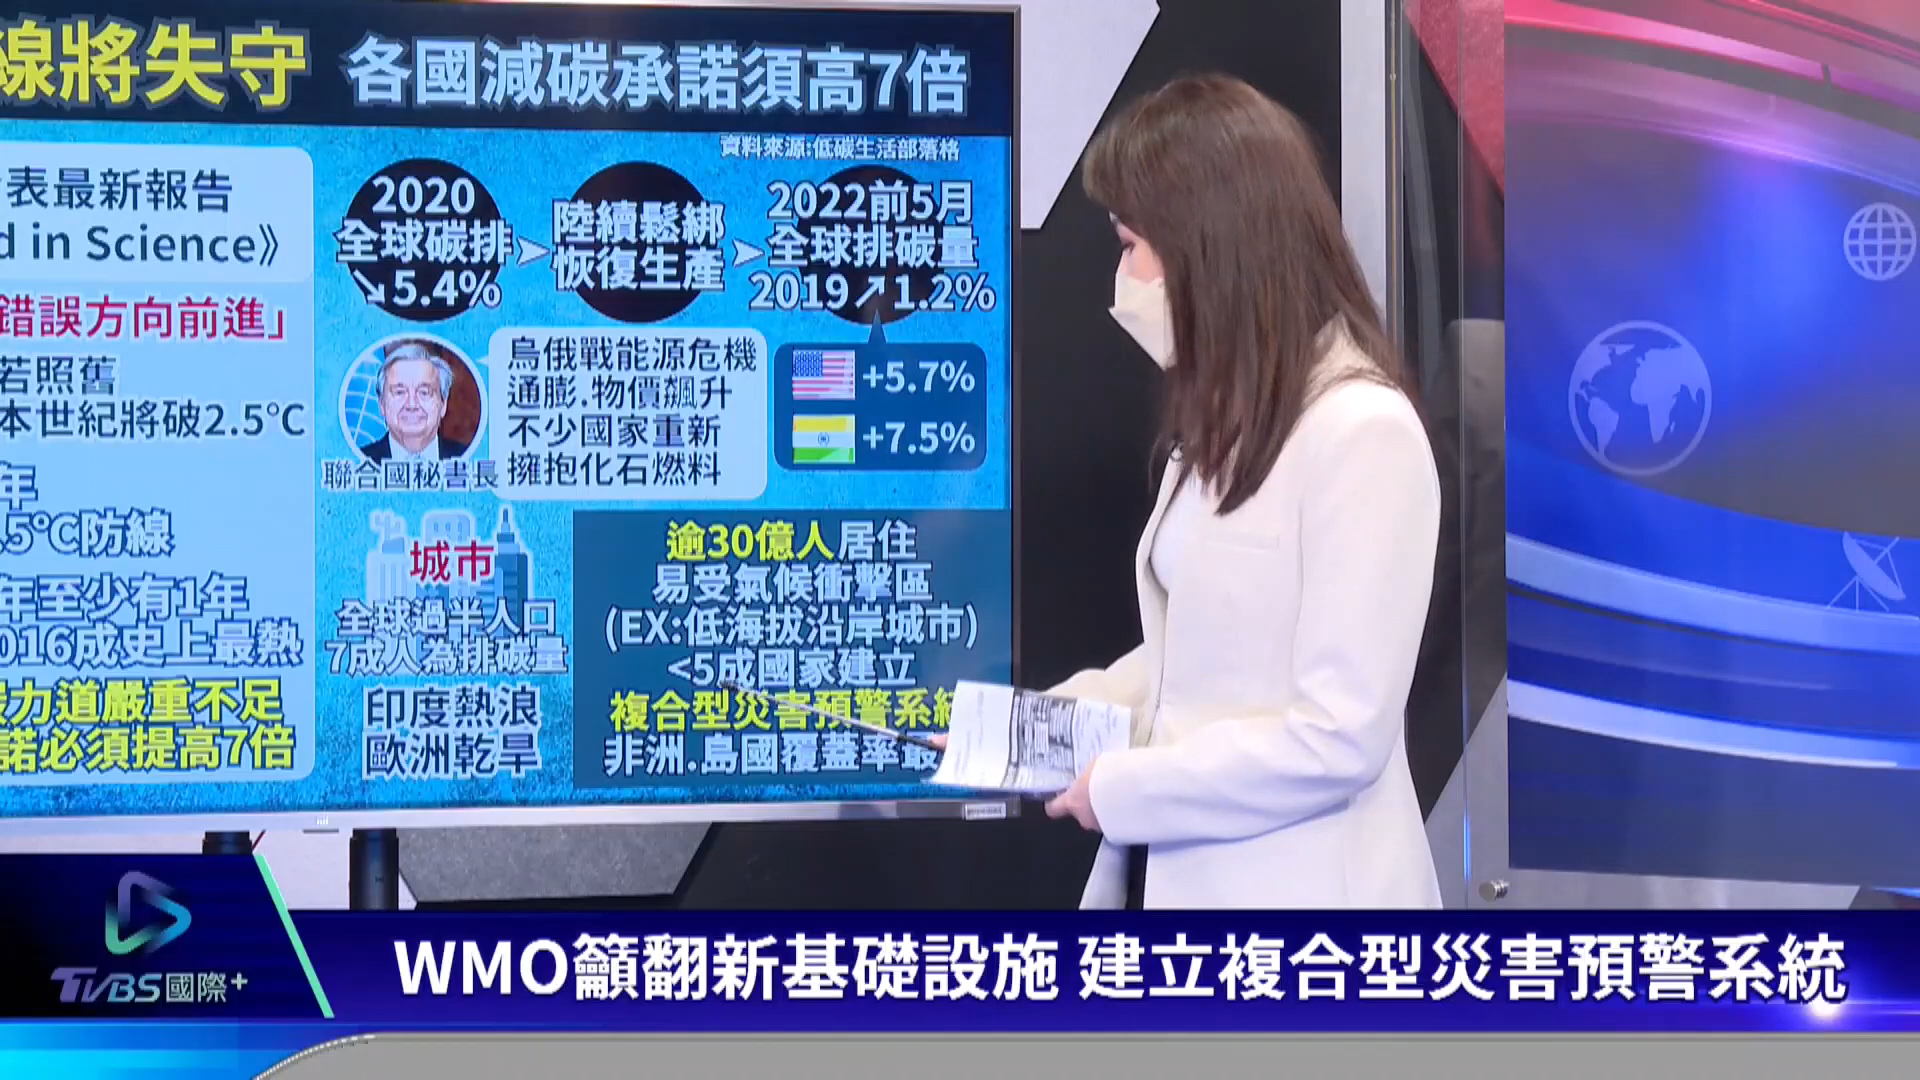 線將失守 各國減碳承諾須高7倍
資料來源:低碳生活部落格
表最新報告
d in Science》
錯誤方向前進」
若照舊
本世紀將破2.5°C
年
.5°C防線
年至少有1年
016成史上最熱
力道嚴重不足
諾必須提高7倍
2020
全球碳排
↘5.4%
陸續鬆綁
恢復生產
2022前5月
全球排碳量
2019↗1.2%
聯合國秘書長
烏俄戰能源危機
通膨.物價飆升
不少國家重新
擁抱化石燃料
+5.7%
+7.5%
城市
全球過半人口
7成人為排碳量
印度熱浪
歐洲乾旱
逾30億人居住
易受氣候衝擊區
(EX:低海拔沿岸城市)
<5成國家建立
複合型災害預警系統
非洲.島國覆蓋率最
TVBS國際+
WMO籲翻新基礎設施 建立複合型災害預警系統